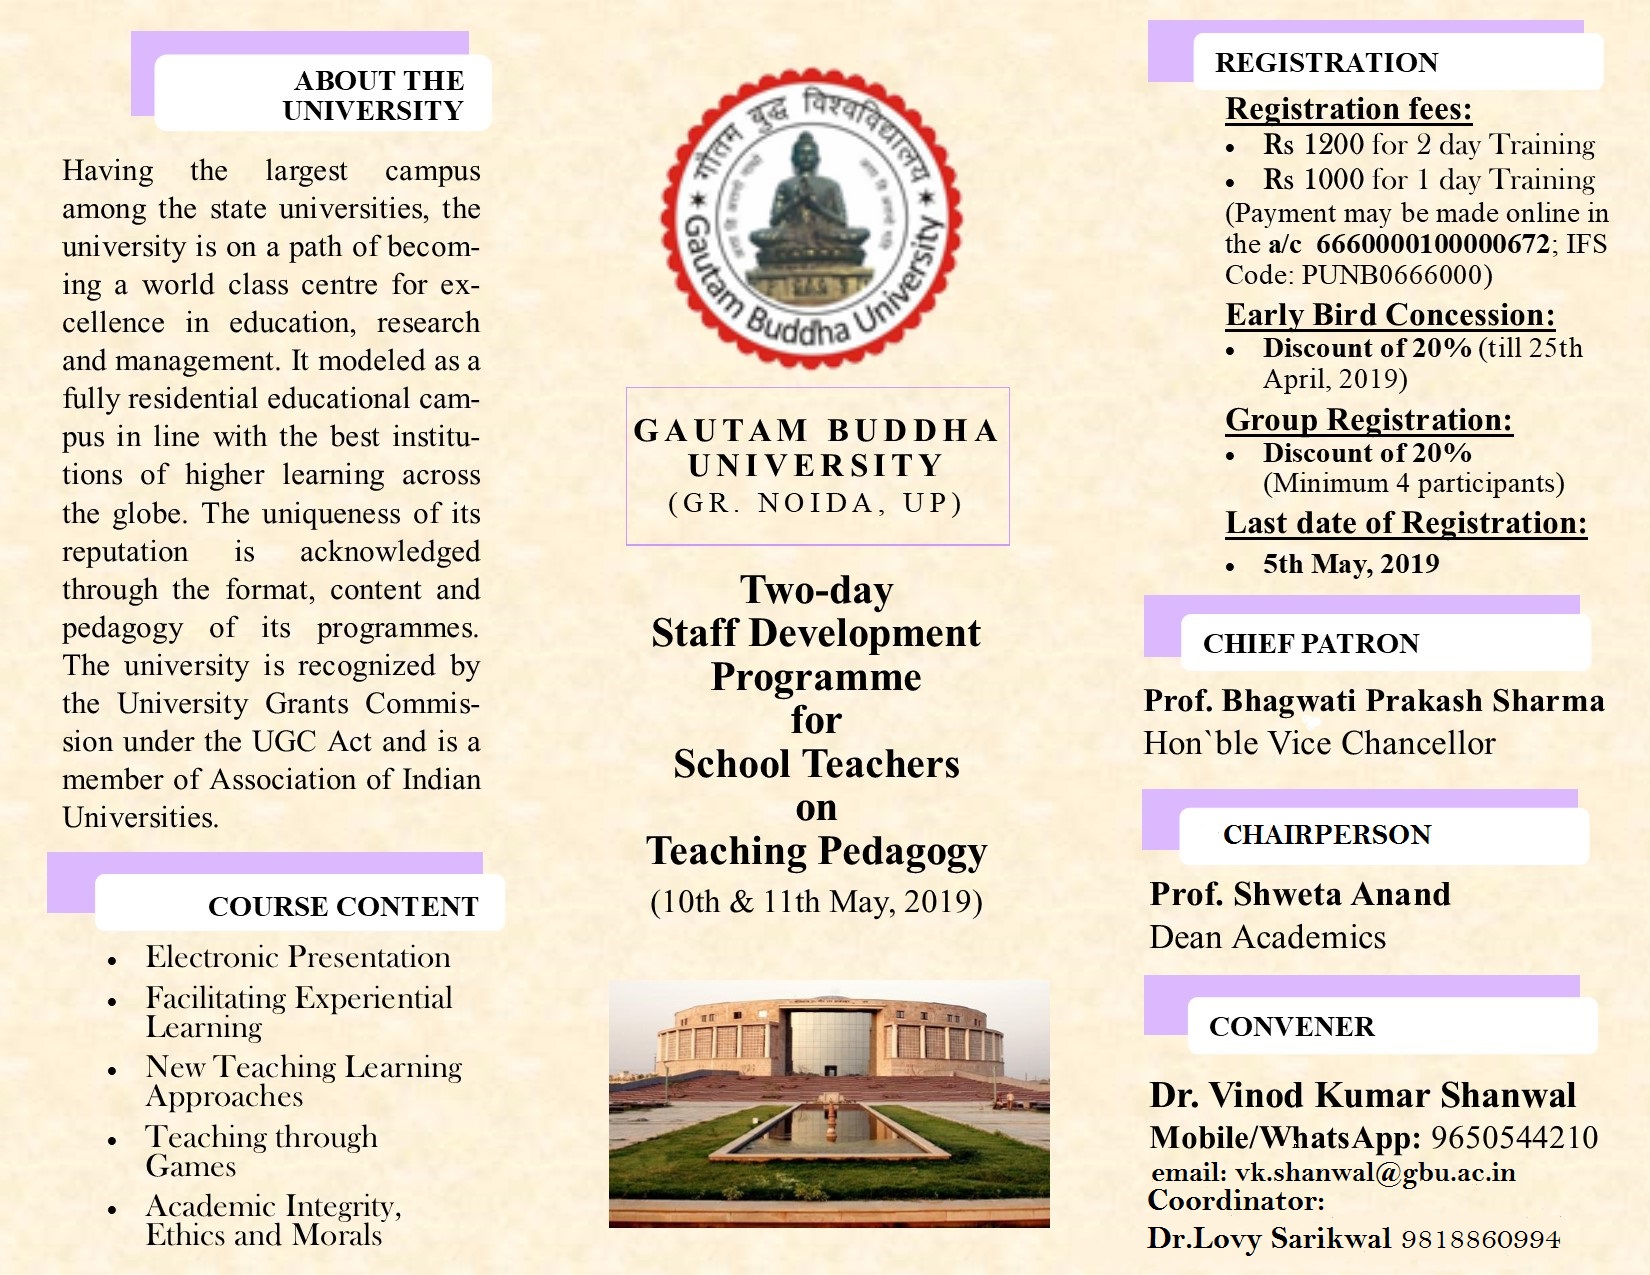 ABOUT THE
UNIVERSITY
Having the largest campus
among the state universities, the
university is on a path of becom-
ing a world class centre for ex-
cellence in education, research
and management. It modeled as a
fully residential educational cam-
pus in line with the best institu-
tions of higher learning across
the globe. The uniqueness of its
reputation is acknowledged
through the format, content and
pedagogy of its programmes.
The university is recognized by
the University Grants Commis-
sion under the UGC Act and is a
member of Association of Indian
Universities.
COURSE CONTENT
• Electronic Presentation
• Facilitating Experiential
Learning
• New Teaching Learning
Approaches
• Teaching through
Games
• Academic Integrity,
Ethics and Morals
गौतम बुद्ध विश्वविद्यालय
Gautam Buddha University
GAUTAM BUDDHA
UNIVERSITY
(GR. NOIDA, UP)
Two-day
Staff Development
Programme
for
School Teachers
on
Teaching Pedagogy
(10th & 11th May, 2019)
REGISTRATION
Registration fees:
• Rs 1200 for 2 day Training
• Rs 1000 for 1 day Training
(Payment may be made online in
the a/c 6660000100000672; IFS
Code: PUNB0666000)
Early Bird Concession:
• Discount of 20% (till 25th
April, 2019)
Group Registration:
• Discount of 20%
(Minimum 4 participants)
Last date of Registration:
• 5th May, 2019
CHIEF PATRON
Prof. Bhagwati Prakash Sharma
Hon`ble Vice Chancellor
CHAIRPERSON
Prof. Shweta Anand
Dean Academics
CONVENER
Dr. Vinod Kumar Shanwal
Mobile/WhatsApp: 9650544210
email: vk.shanwal@gbu.ac.in
Coordinator:
Dr.Lovy Sarikwal 9818860994